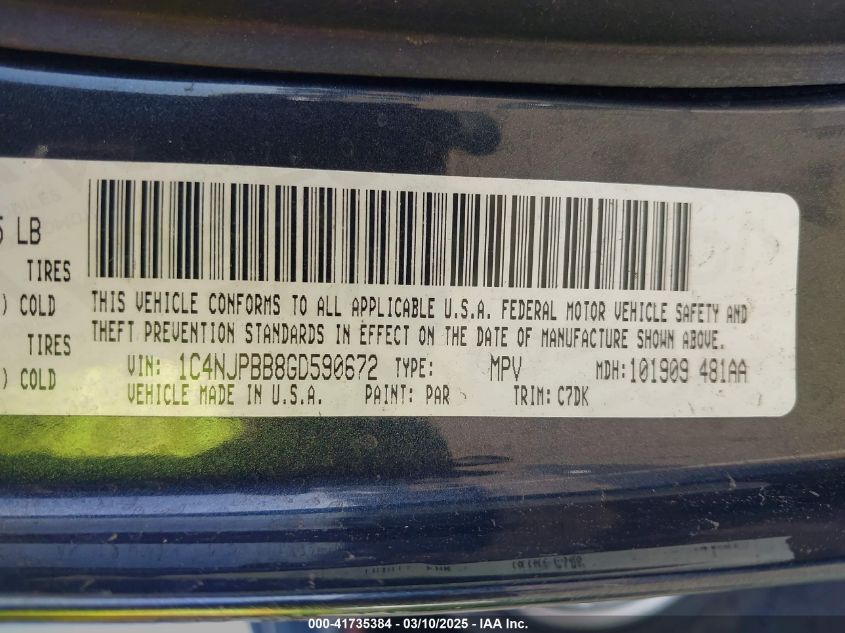 5 LB
TIRES
) COLD
TIRES
) COLD
THIS VEHICLE CONFORMS TO ALL APPLICABLE U.S.A. FEDERAL MOTOR VEHICLE SAFETY AND
THEFT PREVENTION STANDARDS IN EFFECT ON THE DATE OF MANUFACTURE SHOWN ABOVE.
VIN: 1C4NJPBB8GD590672 TYPE: MPV MDH: 101909 481AA
VEHICLE MADE IN U.S.A. PAINT: PAR TRIM: C7DK
000-41735384 — 03/10/2025 — IAA Inc.